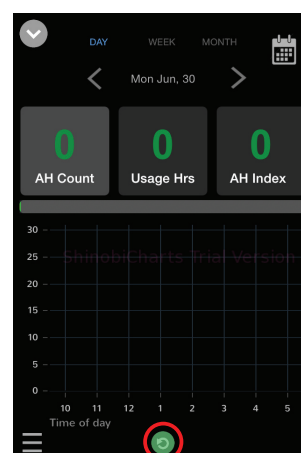 DAY WEEK MONTH
Mon Jun, 30
0 0 0
AH Count Usage Hrs AH Index
30
ShinobiCharts Trial Version
25
20
15
10
5
0
10 11 12 1 2 3 4 5
Time of day